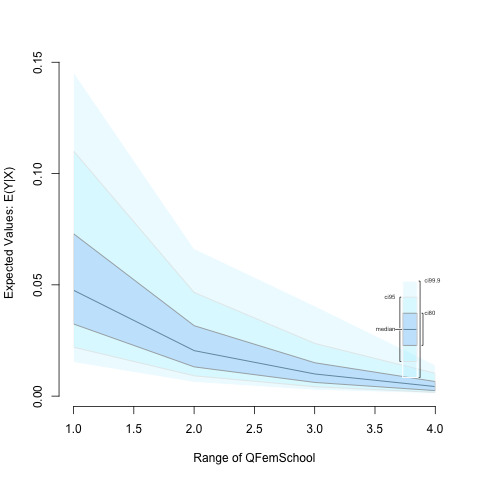 0.15
0.10
0.05
0.00
Expected Values: E(Y|X)
ci99.9
ci95
ci80
median
1.0 1.5 2.0 2.5 3.0 3.5 4.0
Range of QFemSchool